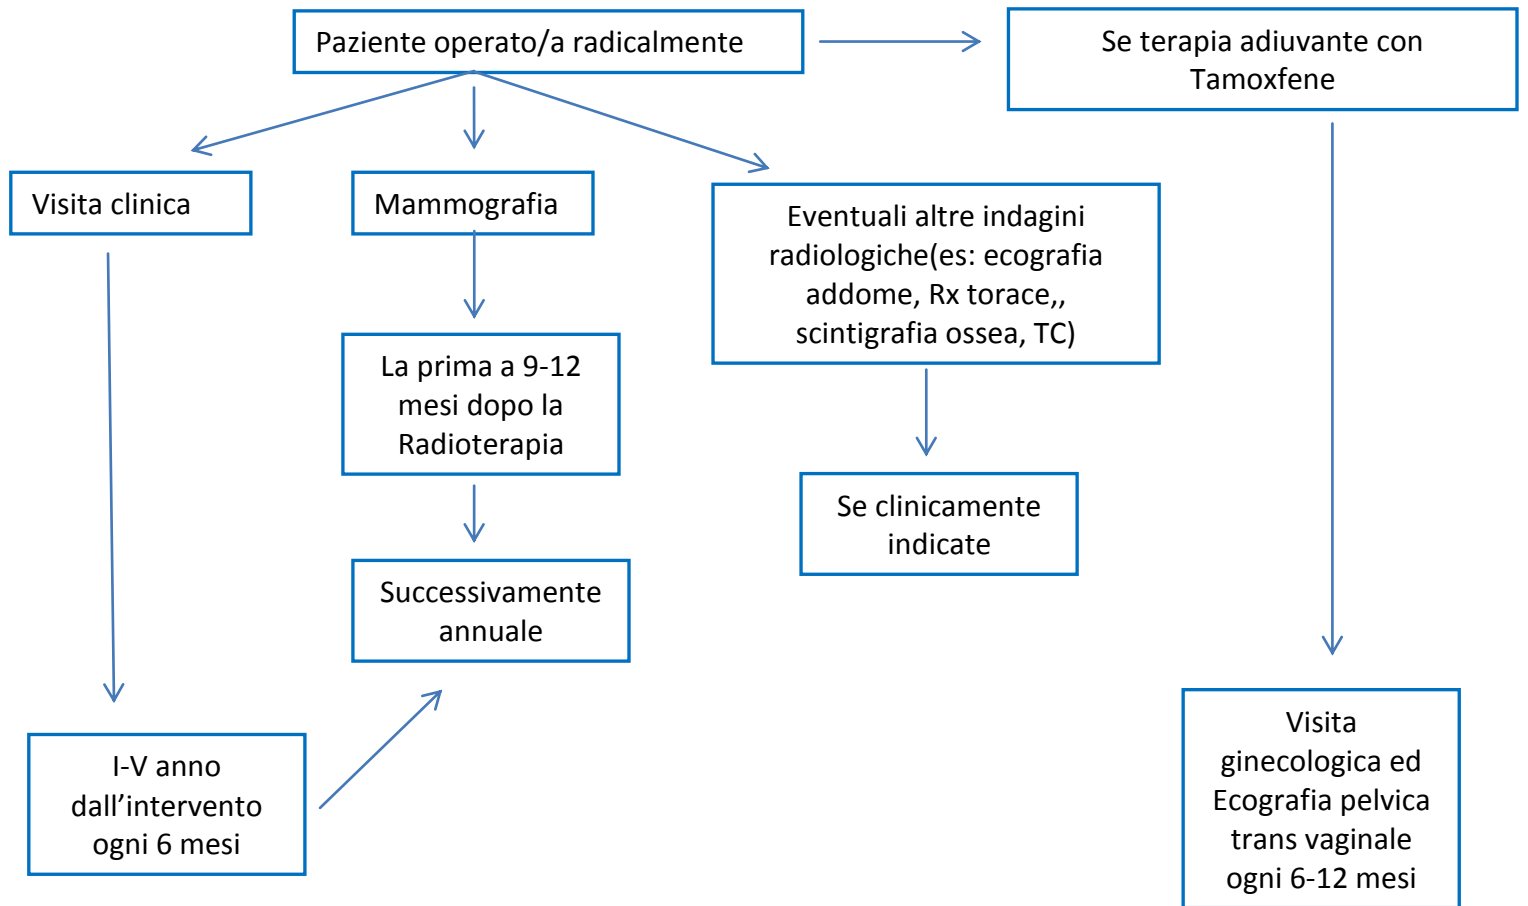 Paziente operato/a radicalmente
Se terapia adiuvante con
Tamoxfene
Visita clinica
Mammografia
Eventuali altre indagini
radiologiche(es: ecografia
addome, Rx torace,,
scintigrafia ossea, TC)
La prima a 9-12
mesi dopo la
Radioterapia
Se clinicamente
indicate
Successivamente
annuale
I-V anno
dall’intervento
ogni 6 mesi
Visita
ginecologica ed
Ecografia pelvica
trans vaginale
ogni 6-12 mesi